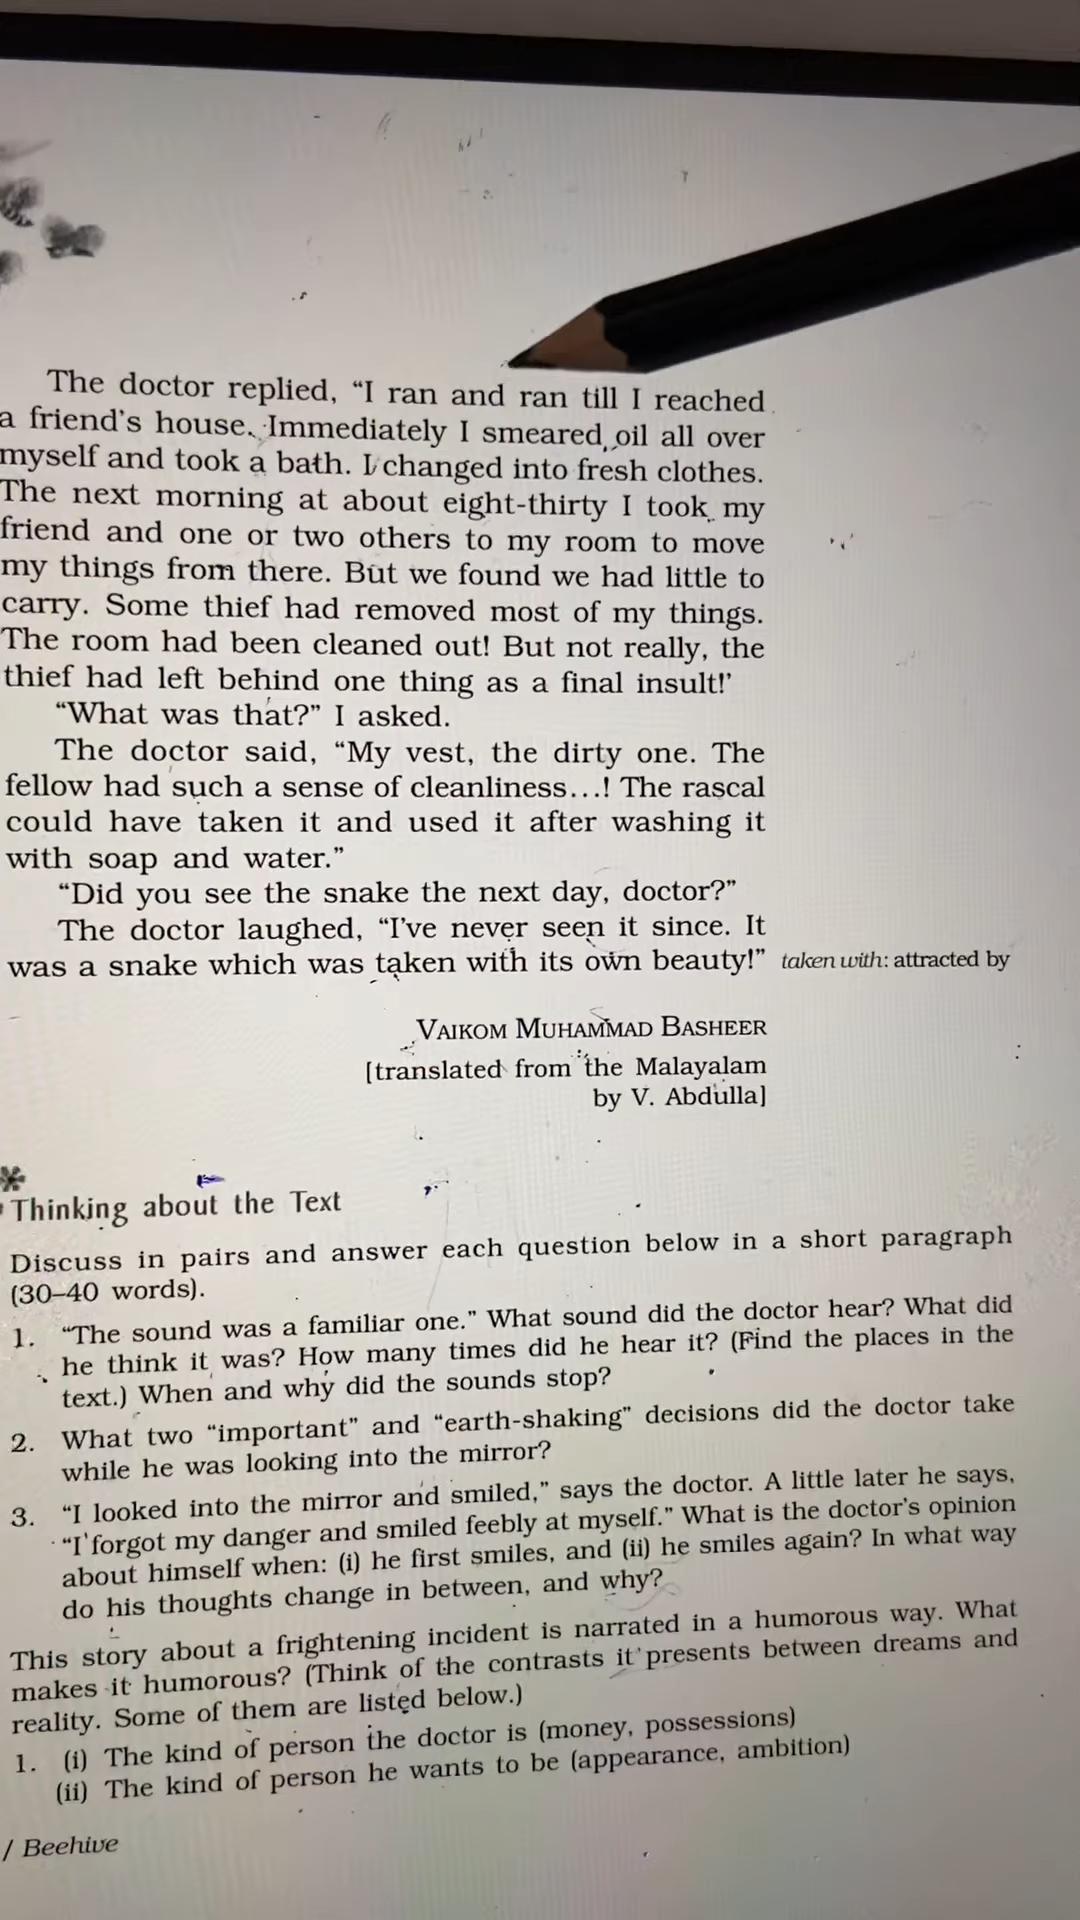 The doctor replied, “I ran and ran till I reached
a friend's house. Immediately I smeared oil all over
myself and took a bath. I changed into fresh clothes.
The next morning at about eight-thirty I took my
friend and one or two others to my room to move
my things from there. But we found we had little to
carry. Some thief had removed most of my things.
The room had been cleaned out! But not really, the
thief had left behind one thing as a final insult!’
“What was that?” I asked.
The doctor said, “My vest, the dirty one. The
fellow had such a sense of cleanliness...! The rascal
could have taken it and used it after washing it
with soap and water.”
“Did you see the snake the next day, doctor?”
The doctor laughed, “I've never seen it since. It
was a snake which was taken with its own beauty!” taken with: attracted by
VAIKOM MUHAMMAD BASHEER
[translated from the Malayalam
by V. Abdulla]
Thinking about the Text
Discuss in pairs and answer each question below in a short paragraph
(30–40 words).
1. “The sound was a familiar one.” What sound did the doctor hear? What did
he think it was? How many times did he hear it? (Find the places in the
text.) When and why did the sounds stop?
2. What two “important” and “earth-shaking” decisions did the doctor take
while he was looking into the mirror?
3. “I looked into the mirror and smiled,” says the doctor. A little later he says,
“I forgot my danger and smiled feebly at myself.” What is the doctor's opinion
about himself when: (i) he first smiles, and (ii) he smiles again? In what way
do his thoughts change in between, and why?
This story about a frightening incident is narrated in a humorous way. What
makes it humorous? (Think of the contrasts it presents between dreams and
reality. Some of them are listed below.)
1. (i) The kind of person the doctor is (money, possessions)
(ii) The kind of person he wants to be (appearance, ambition)
/ Beehive